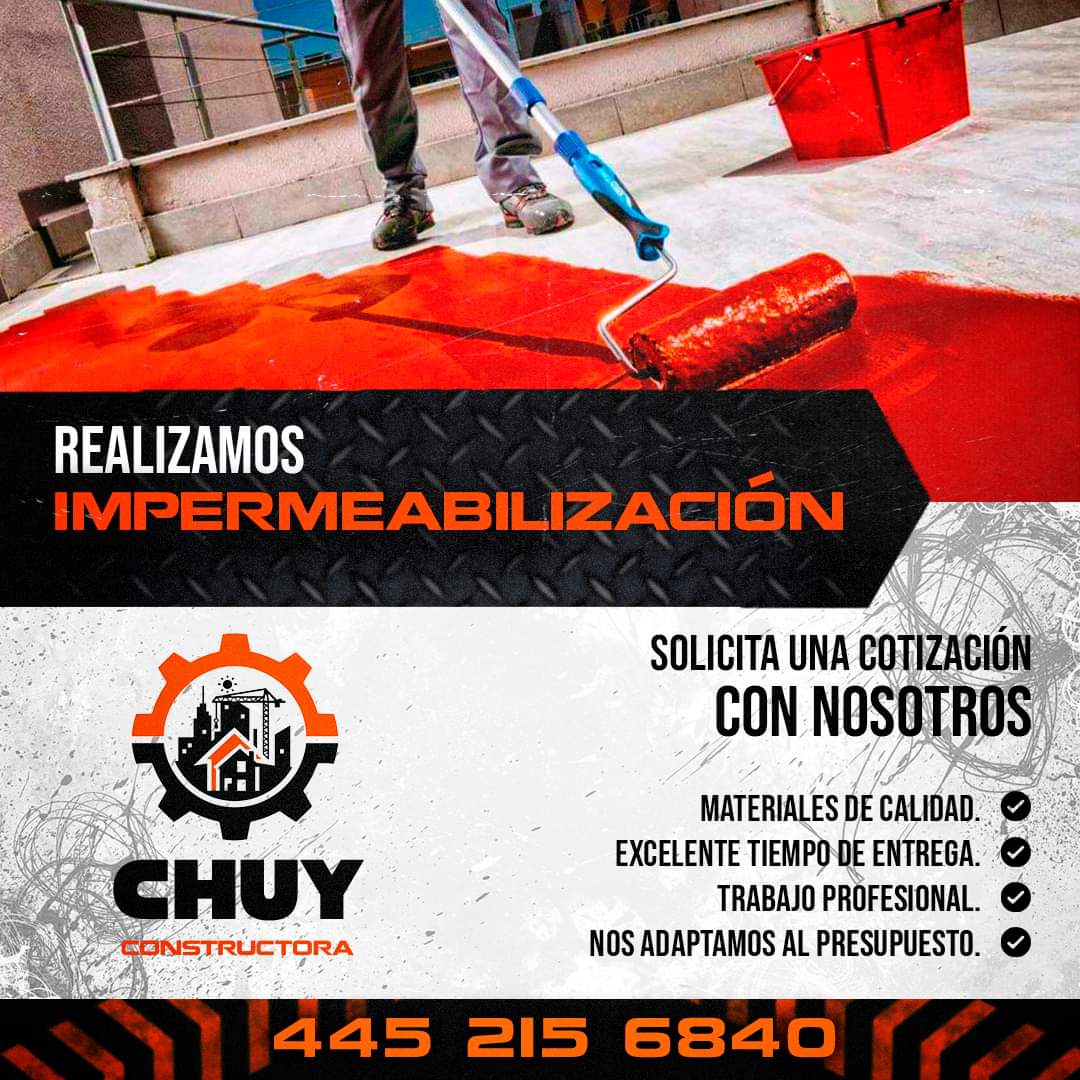 REALIZAMOS
IMPERMEABILIZACIÓN
SOLICITA UNA COTIZACIÓN
CON NOSOTROS
MATERIALES DE CALIDAD.
EXCELENTE TIEMPO DE ENTREGA.
TRABAJO PROFESIONAL.
NOS ADAPTAMOS AL PRESUPUESTO.
CHUY
CONSTRUCTORA
445 215 6840